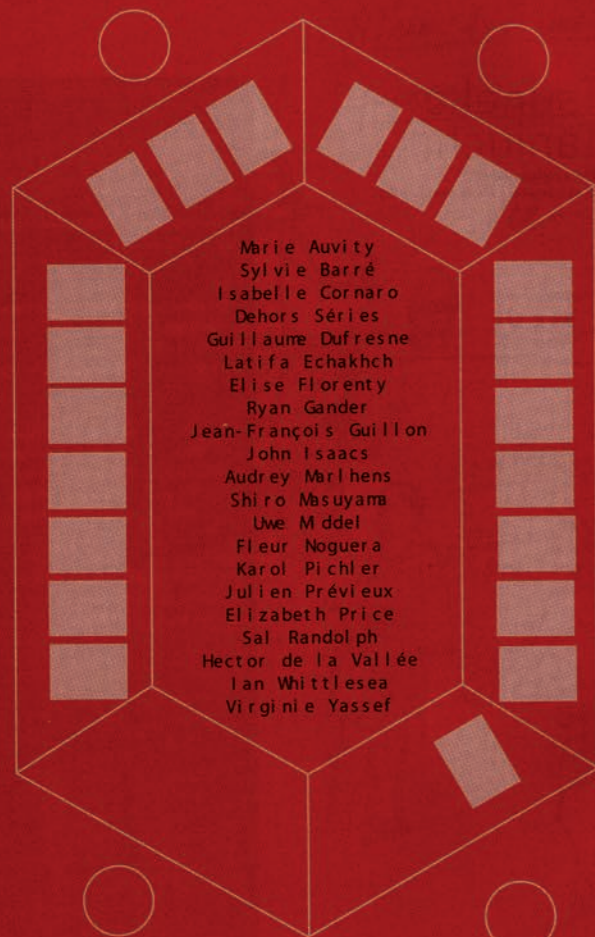 Marie Auvity
Sylvie Barré
Isabelle Cornaro
Dehors Séries
Guillaume Dufresne
Latifa Echakhch
Elise Florenty
Ryan Gander
Jean-François Guillon
John Isaacs
Audrey Marlhens
Shiro Masuyama
Uwe Middel
Fleur Noguera
Karol Pichler
Julien Prévieux
Elizabeth Price
Sal Randolph
Hector de la Vallée
Ian Whittlesea
Virginie Yassef